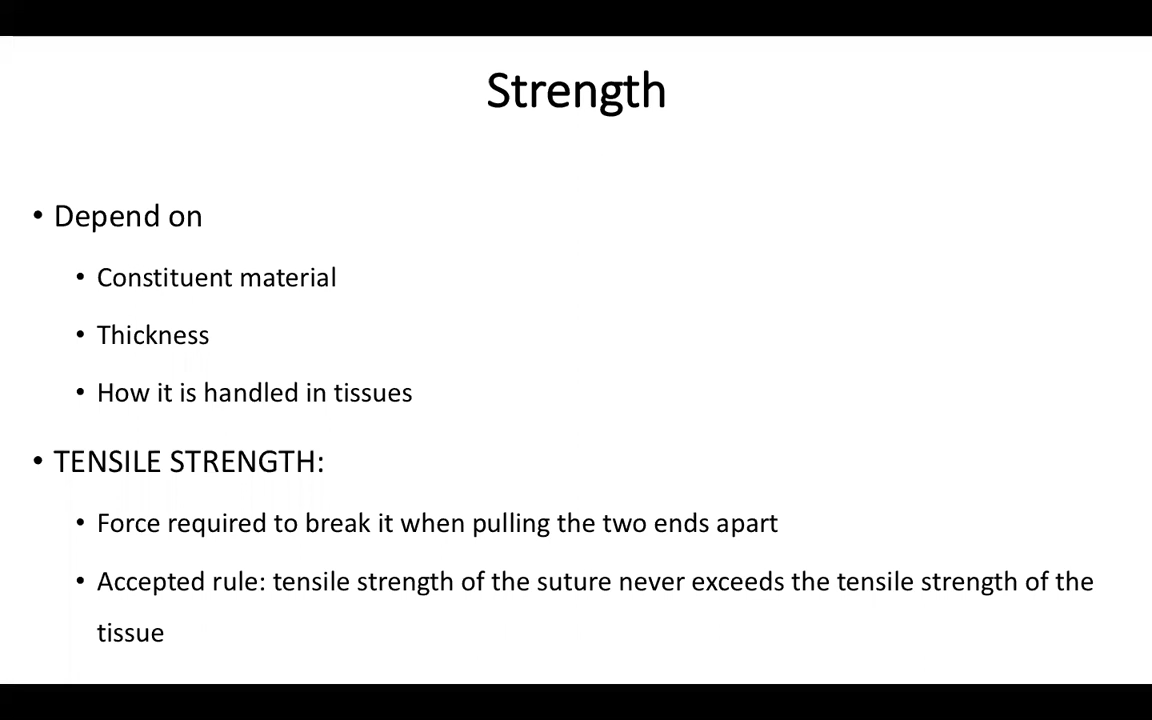 Strength
• Depend on
• Constituent material
• Thickness
• How it is handled in tissues
• TENSILE STRENGTH:
• Force required to break it when pulling the two ends apart
• Accepted rule: tensile strength of the suture never exceeds the tensile strength of the
tissue